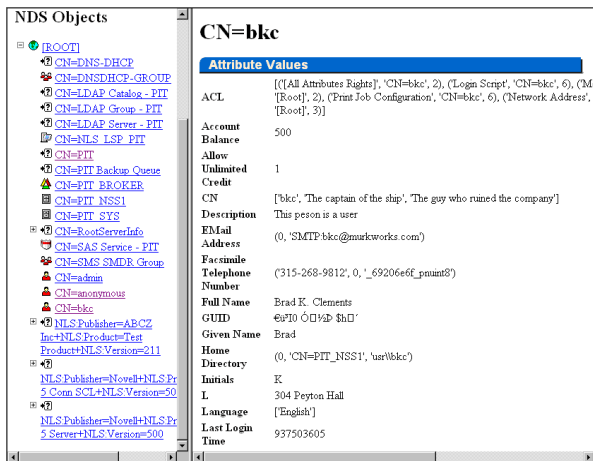 NDS Objects
[ROOT]
CN=DNS-DHCP
CN=DNSDHCP-GROUP
CN=LDAP Catalog - PIT
CN=LDAP Group - PIT
CN=LDAP Server - PIT
CN=NLS_LSP_PIT
CN=PIT
CN=PIT Backup Queue
CN=PIT_BROKER
CN=PIT_NSS1
CN=PIT_SYS
CN=RootServerInfo
CN=SAS Service - PIT
CN=SMS SMDR Group
CN=admin
CN=anonymous
CN=bkc
NLS:Publisher=ABCZ
Inc+NLS:Product=Test
Product+NLS:Version=211
NLS:Publisher=Novell+NLS:Pr
5 Conn SCL+NLS:Version=50
NLS:Publisher=Novell+NLS:Pr
5 Server+NLS:Version=500
CN=bkc
Attribute Values
[('[All Attributes Rights]', 'CN=bkc', 2), ('Login Script', 'CN=bkc', 6), ('M
ACL '[Root]', 2), ('Print Job Configuration', 'CN=bkc', 6), ('Network Address',
'[Root]', 3)]
Account
Balance 500
Allow
Unlimited 1
Credit
CN ['bkc', 'The captain of the ship', 'The guy who ruined the company']
Description This peson is a user
EMail
Address (0, 'SMTP:bkc@murkworks.com')
Facsimile
Telephone ('315-268-9812', 0, '_69206e6f_pnuint8')
Number
Full Name Brad K. Clements
GUID
Given Name Brad
Home
Directory (0, 'CN=PIT_NSS1', 'usr\\bkc')
Initials K
L 304 Peyton Hall
Language ['English']
Last Login
Time 937503605